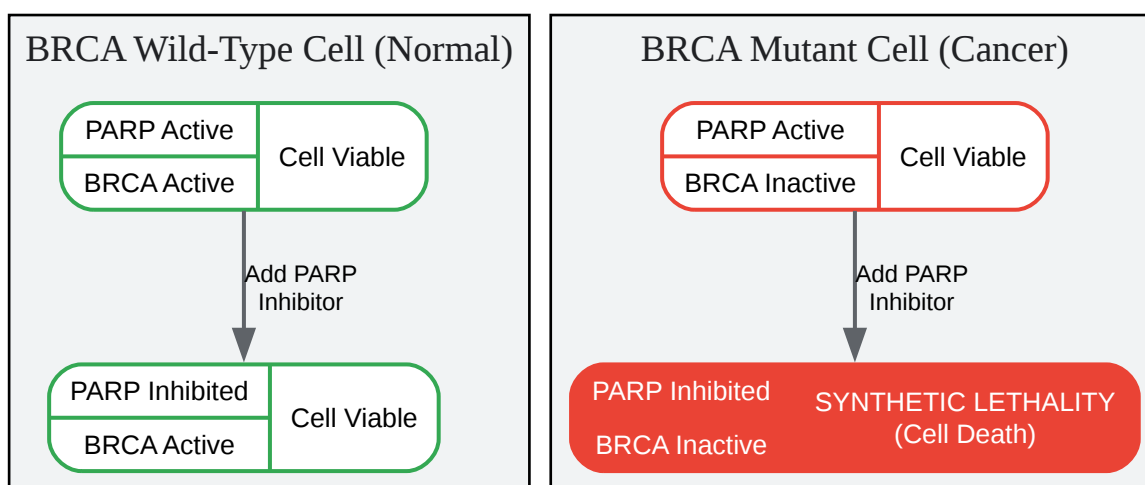 BRCA Wild-Type Cell (Normal)
PARP Active
BRCA Active
Cell Viable
Add PARP
Inhibitor
PARP Inhibited
BRCA Active
Cell Viable
BRCA Mutant Cell (Cancer)
PARP Active
BRCA Inactive
Cell Viable
Add PARP
Inhibitor
PARP Inhibited
BRCA Inactive
SYNTHETIC LETHALITY
(Cell Death)